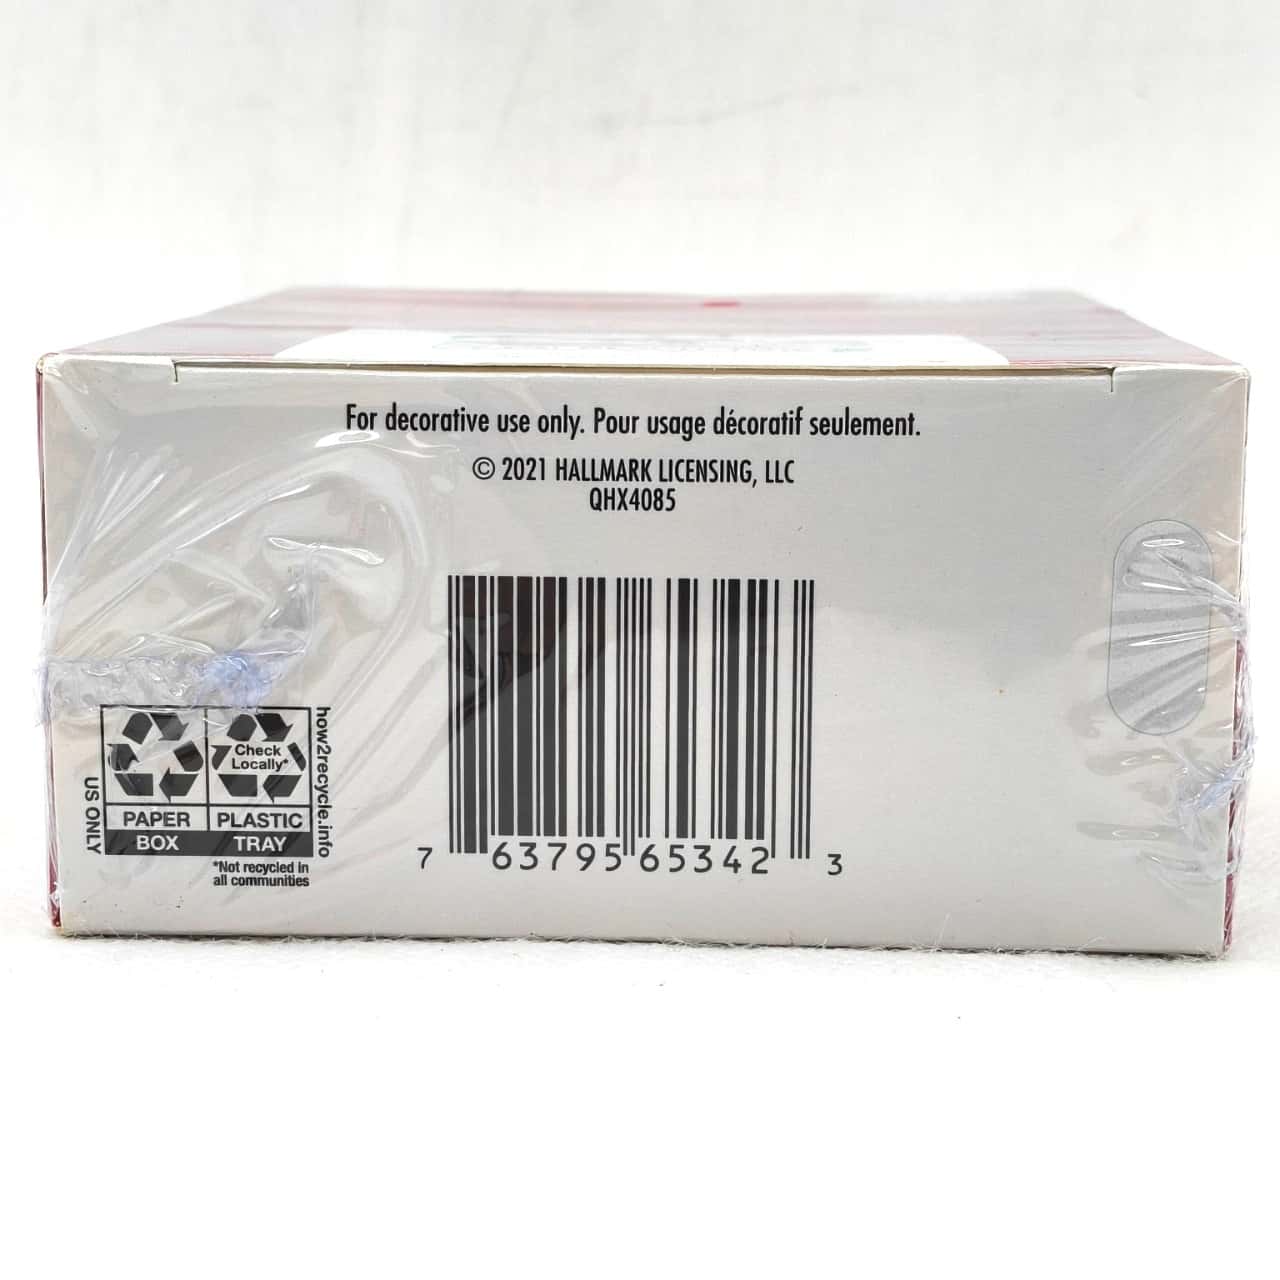 For decorative use only. Pour usage décoratif seulement.
© 2021 HALLMARK LICENSING, LLC
QHX4085
Check
Locally*
PAPER
PLASTIC
BOX
TRAY
US ONLY
how2recycle.info
*Not recycled in
all communities
7 63795 65342 3